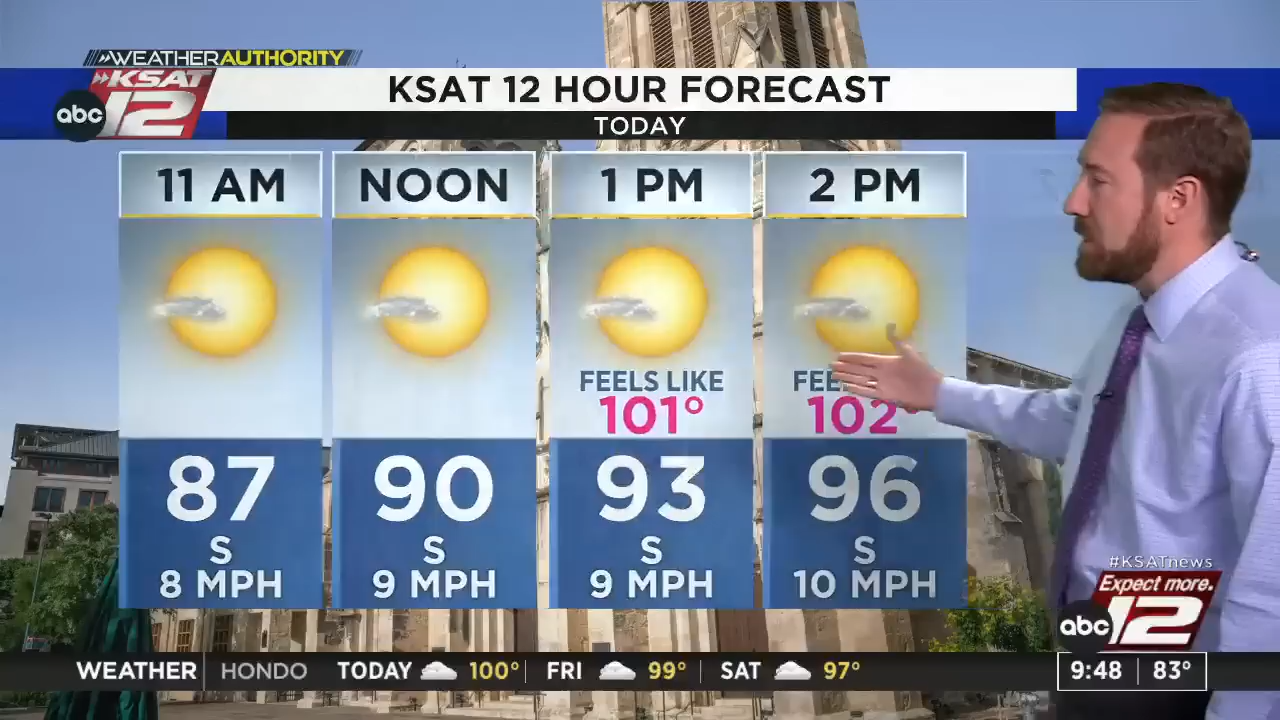 WEATHERAUTHORITY
KSAT
12
abc
KSAT 12 HOUR FORECAST
TODAY
11 AM
NOON
1 PM
2 PM
FEELS LIKE
101°
FEE
102°
87
90
93
96
S
S
S
S
8 MPH
9 MPH
9 MPH
10 MPH
#KSATnews
Expect more.
abc
12
WEATHER HONDO TODAY 100° FRI 99° SAT 97°
9:48 83°